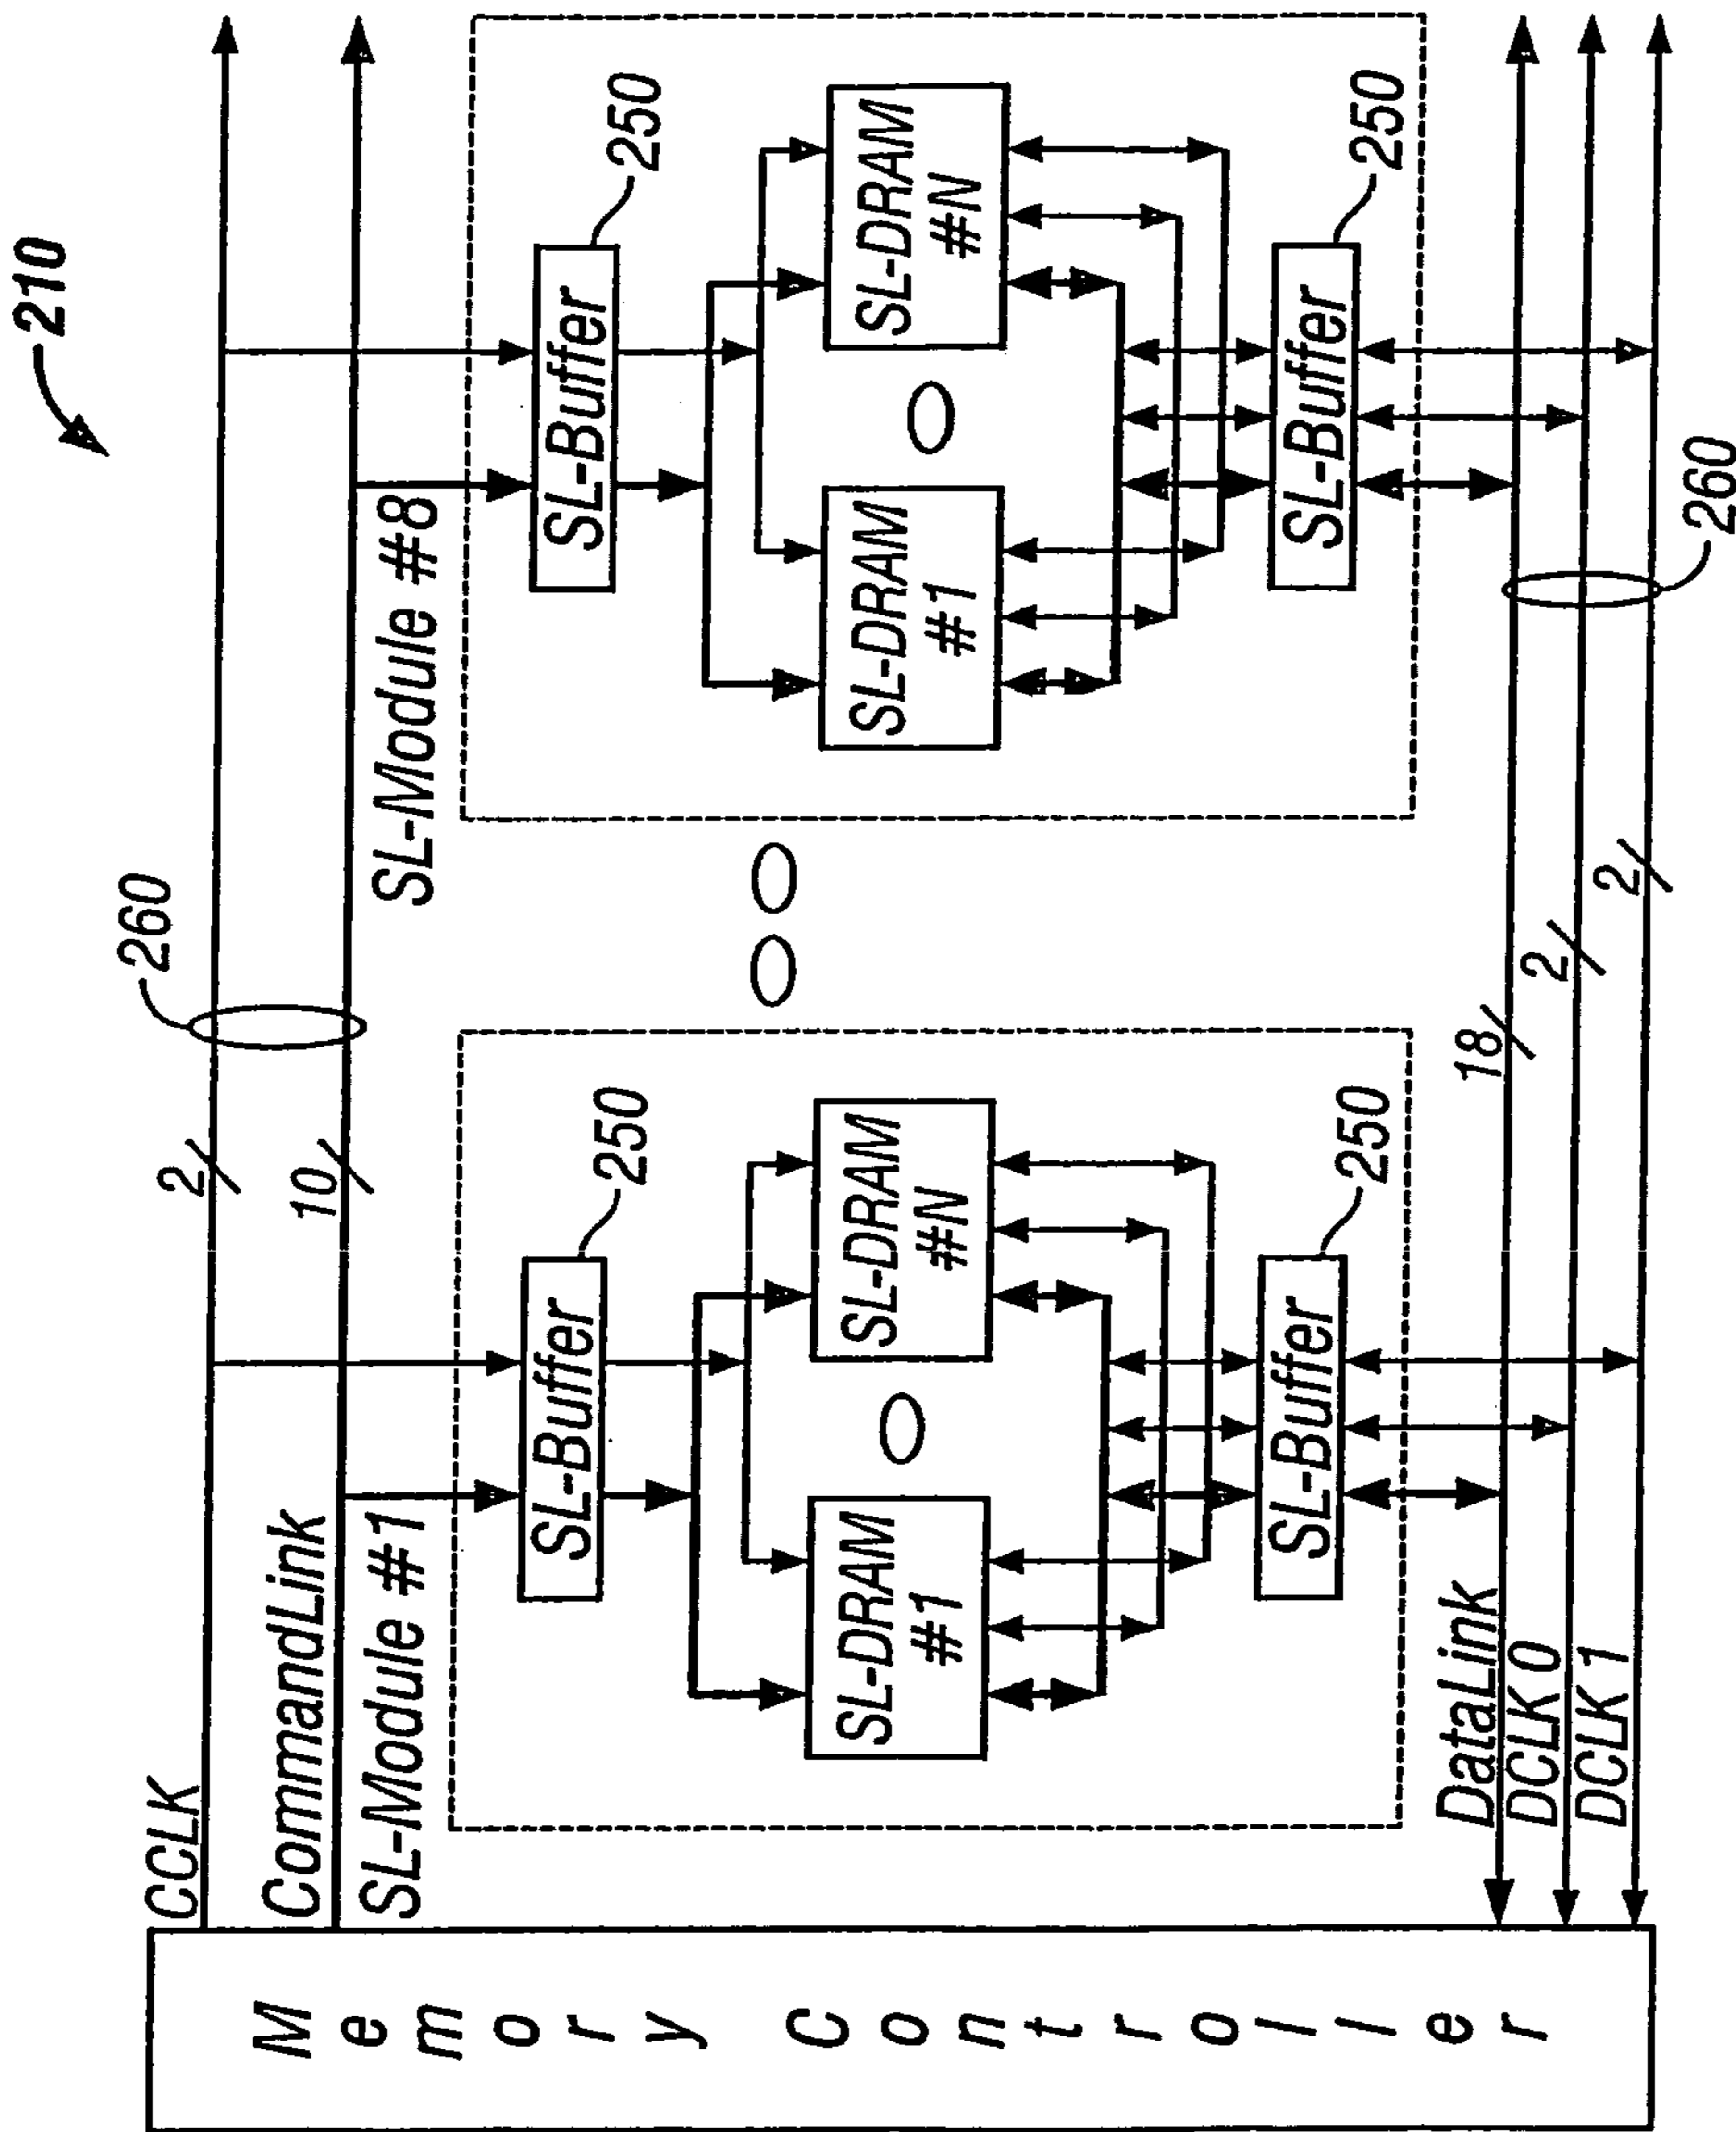 210
CCLK
2
260
CommandLink
10
SL-Module #1
SL-Module #8
SL-Buffer
250
SL-Buffer
250
SL-DRAM
#1
SL-DRAM
#N
SL-DRAM
#1
SL-DRAM
#N
SL-Buffer
250
SL-Buffer
250
DataLink
18
DCLK 0
2
DCLK 1
2
260
Memory Controller